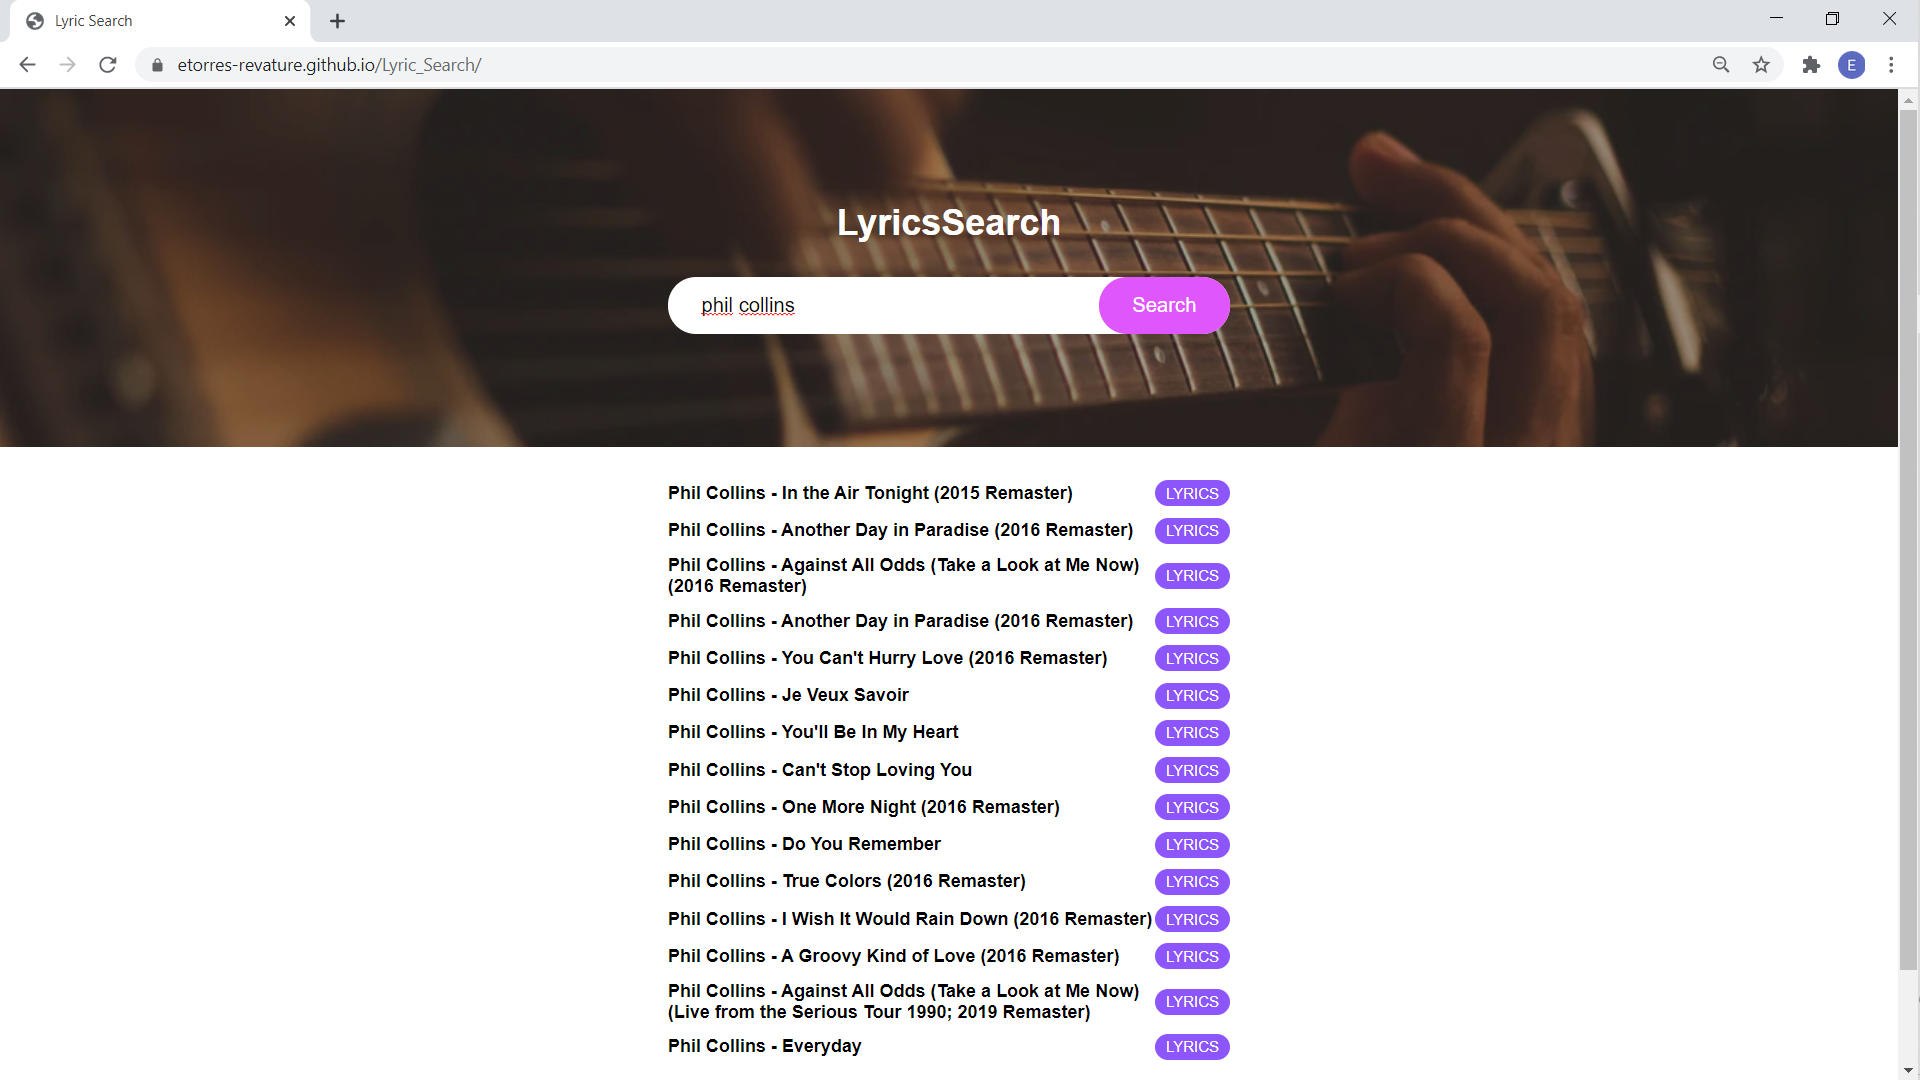 Lyric Search
etorres-revature.github.io/Lyric_Search/
E
LyricsSearch
phil collins
Search
Phil Collins - In the Air Tonight (2015 Remaster) LYRICS
Phil Collins - Another Day in Paradise (2016 Remaster) LYRICS
Phil Collins - Against All Odds (Take a Look at Me Now)
(2016 Remaster) LYRICS
Phil Collins - Another Day in Paradise (2016 Remaster) LYRICS
Phil Collins - You Can't Hurry Love (2016 Remaster) LYRICS
Phil Collins - Je Veux Savoir LYRICS
Phil Collins - You'll Be In My Heart LYRICS
Phil Collins - Can't Stop Loving You LYRICS
Phil Collins - One More Night (2016 Remaster) LYRICS
Phil Collins - Do You Remember LYRICS
Phil Collins - True Colors (2016 Remaster) LYRICS
Phil Collins - I Wish It Would Rain Down (2016 Remaster) LYRICS
Phil Collins - A Groovy Kind of Love (2016 Remaster) LYRICS
Phil Collins - Against All Odds (Take a Look at Me Now)
(Live from the Serious Tour 1990; 2019 Remaster) LYRICS
Phil Collins - Everyday LYRICS